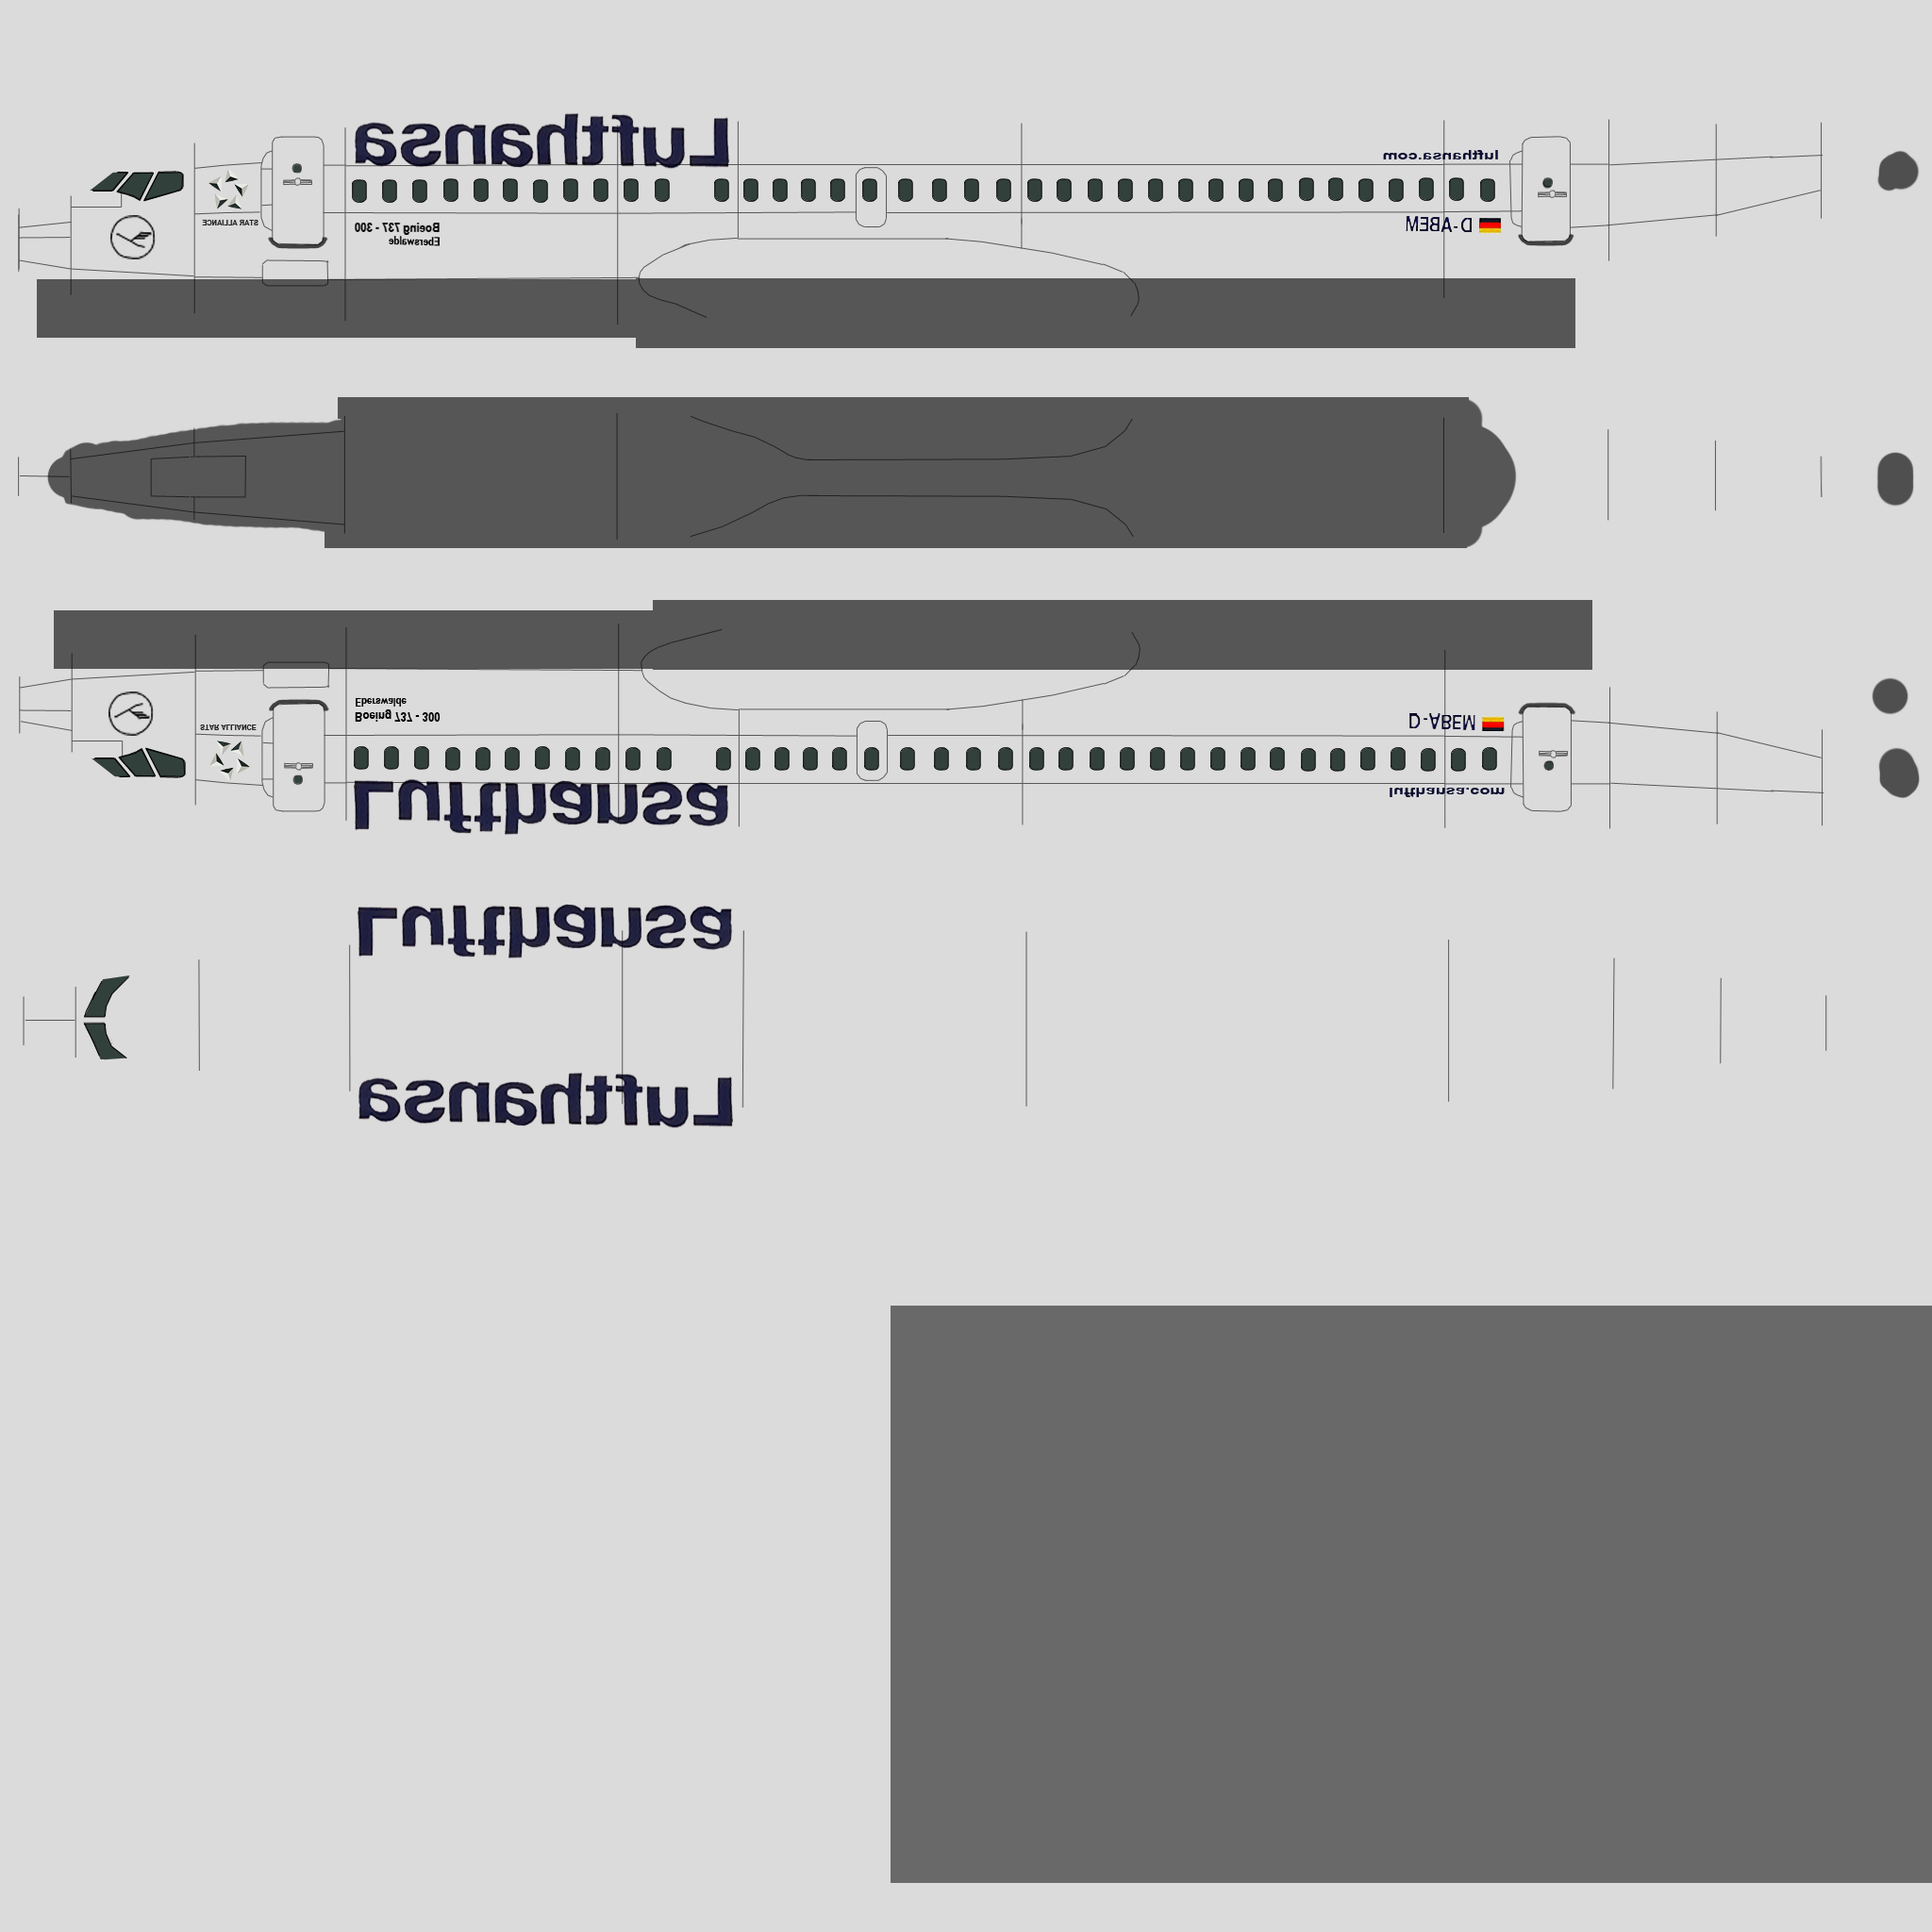 Lufthansa
lufthansa.com
STAR ALLIANCE
Boeing 737 - 300
Eberswalde
D-ABEM
Eberswalde
Boeing 737 - 300
STAR ALLIANCE
D-ABEM
Lufthansa
lufthansa.com
Lufthansa
Lufthansa